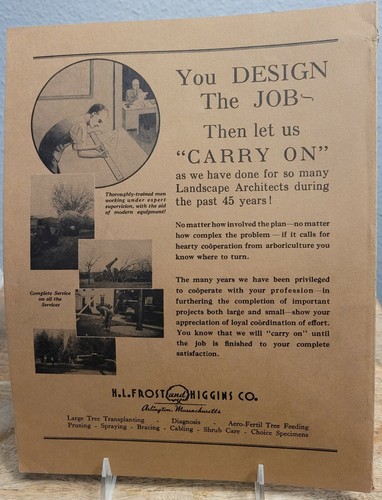 You DESIGN
The JOB~
Then let us
"CARRY ON"
as we have done for so many
Landscape Architects during
the past 45 years!
Thoroughly-trained men
working under expert
supervision, with the aid
of modern equipment!
No matter how involved the plan—no matter
how complex the problem—if it calls for
hearty coöperation from arboriculture you
know where to turn.
Complete Service
on all the
Services
The many years we have been privileged
to coöperate with your profession—in
furthering the completion of important
projects both large and small—show your
appreciation of loyal coördination of effort.
You know that we will "carry on" until
the job is finished to your complete
satisfaction.
H.L. FROST and HIGGINS CO.
Arlington, Massachusetts
Large Tree Transplanting - Diagnosis - Aero-Fertil Tree Feeding
Pruning - Spraying - Bracing - Cabling - Shrub Care - Choice Specimens